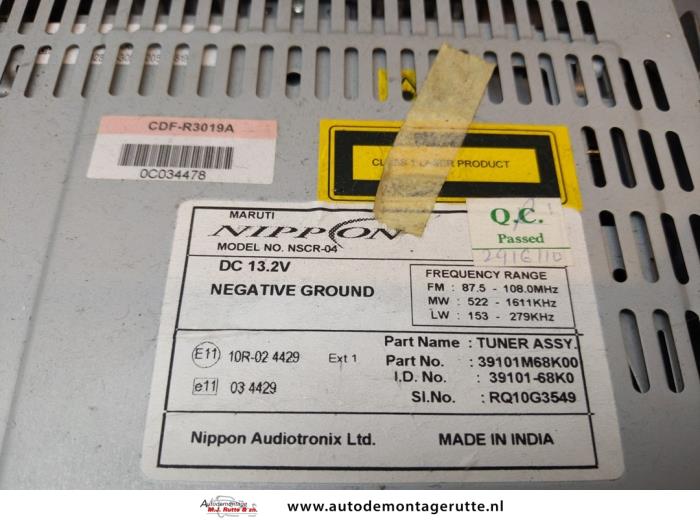 CDF-R3019A
0C034478
CLASS 1 LASER PRODUCT
MARUTI
NIPPON
MODEL NO. NSCR-04
Q.C.
Passed
DC 13.2V
NEGATIVE GROUND
FREQUENCY RANGE
FM : 87.5 - 108.0MHz
MW : 522 - 1611KHz
LW : 153 - 279KHz
E11 10R-02 4429 Ext 1
e11 03 4429
Part Name : TUNER ASSY.
Part No. : 39101M68K00
I.D. No. : 39101-68K0
Sl.No. : RQ10G3549
Nippon Audiotronix Ltd. MADE IN INDIA
Autodemontage
M.J. Rutte & zn.
www.autodemontagerutte.nl